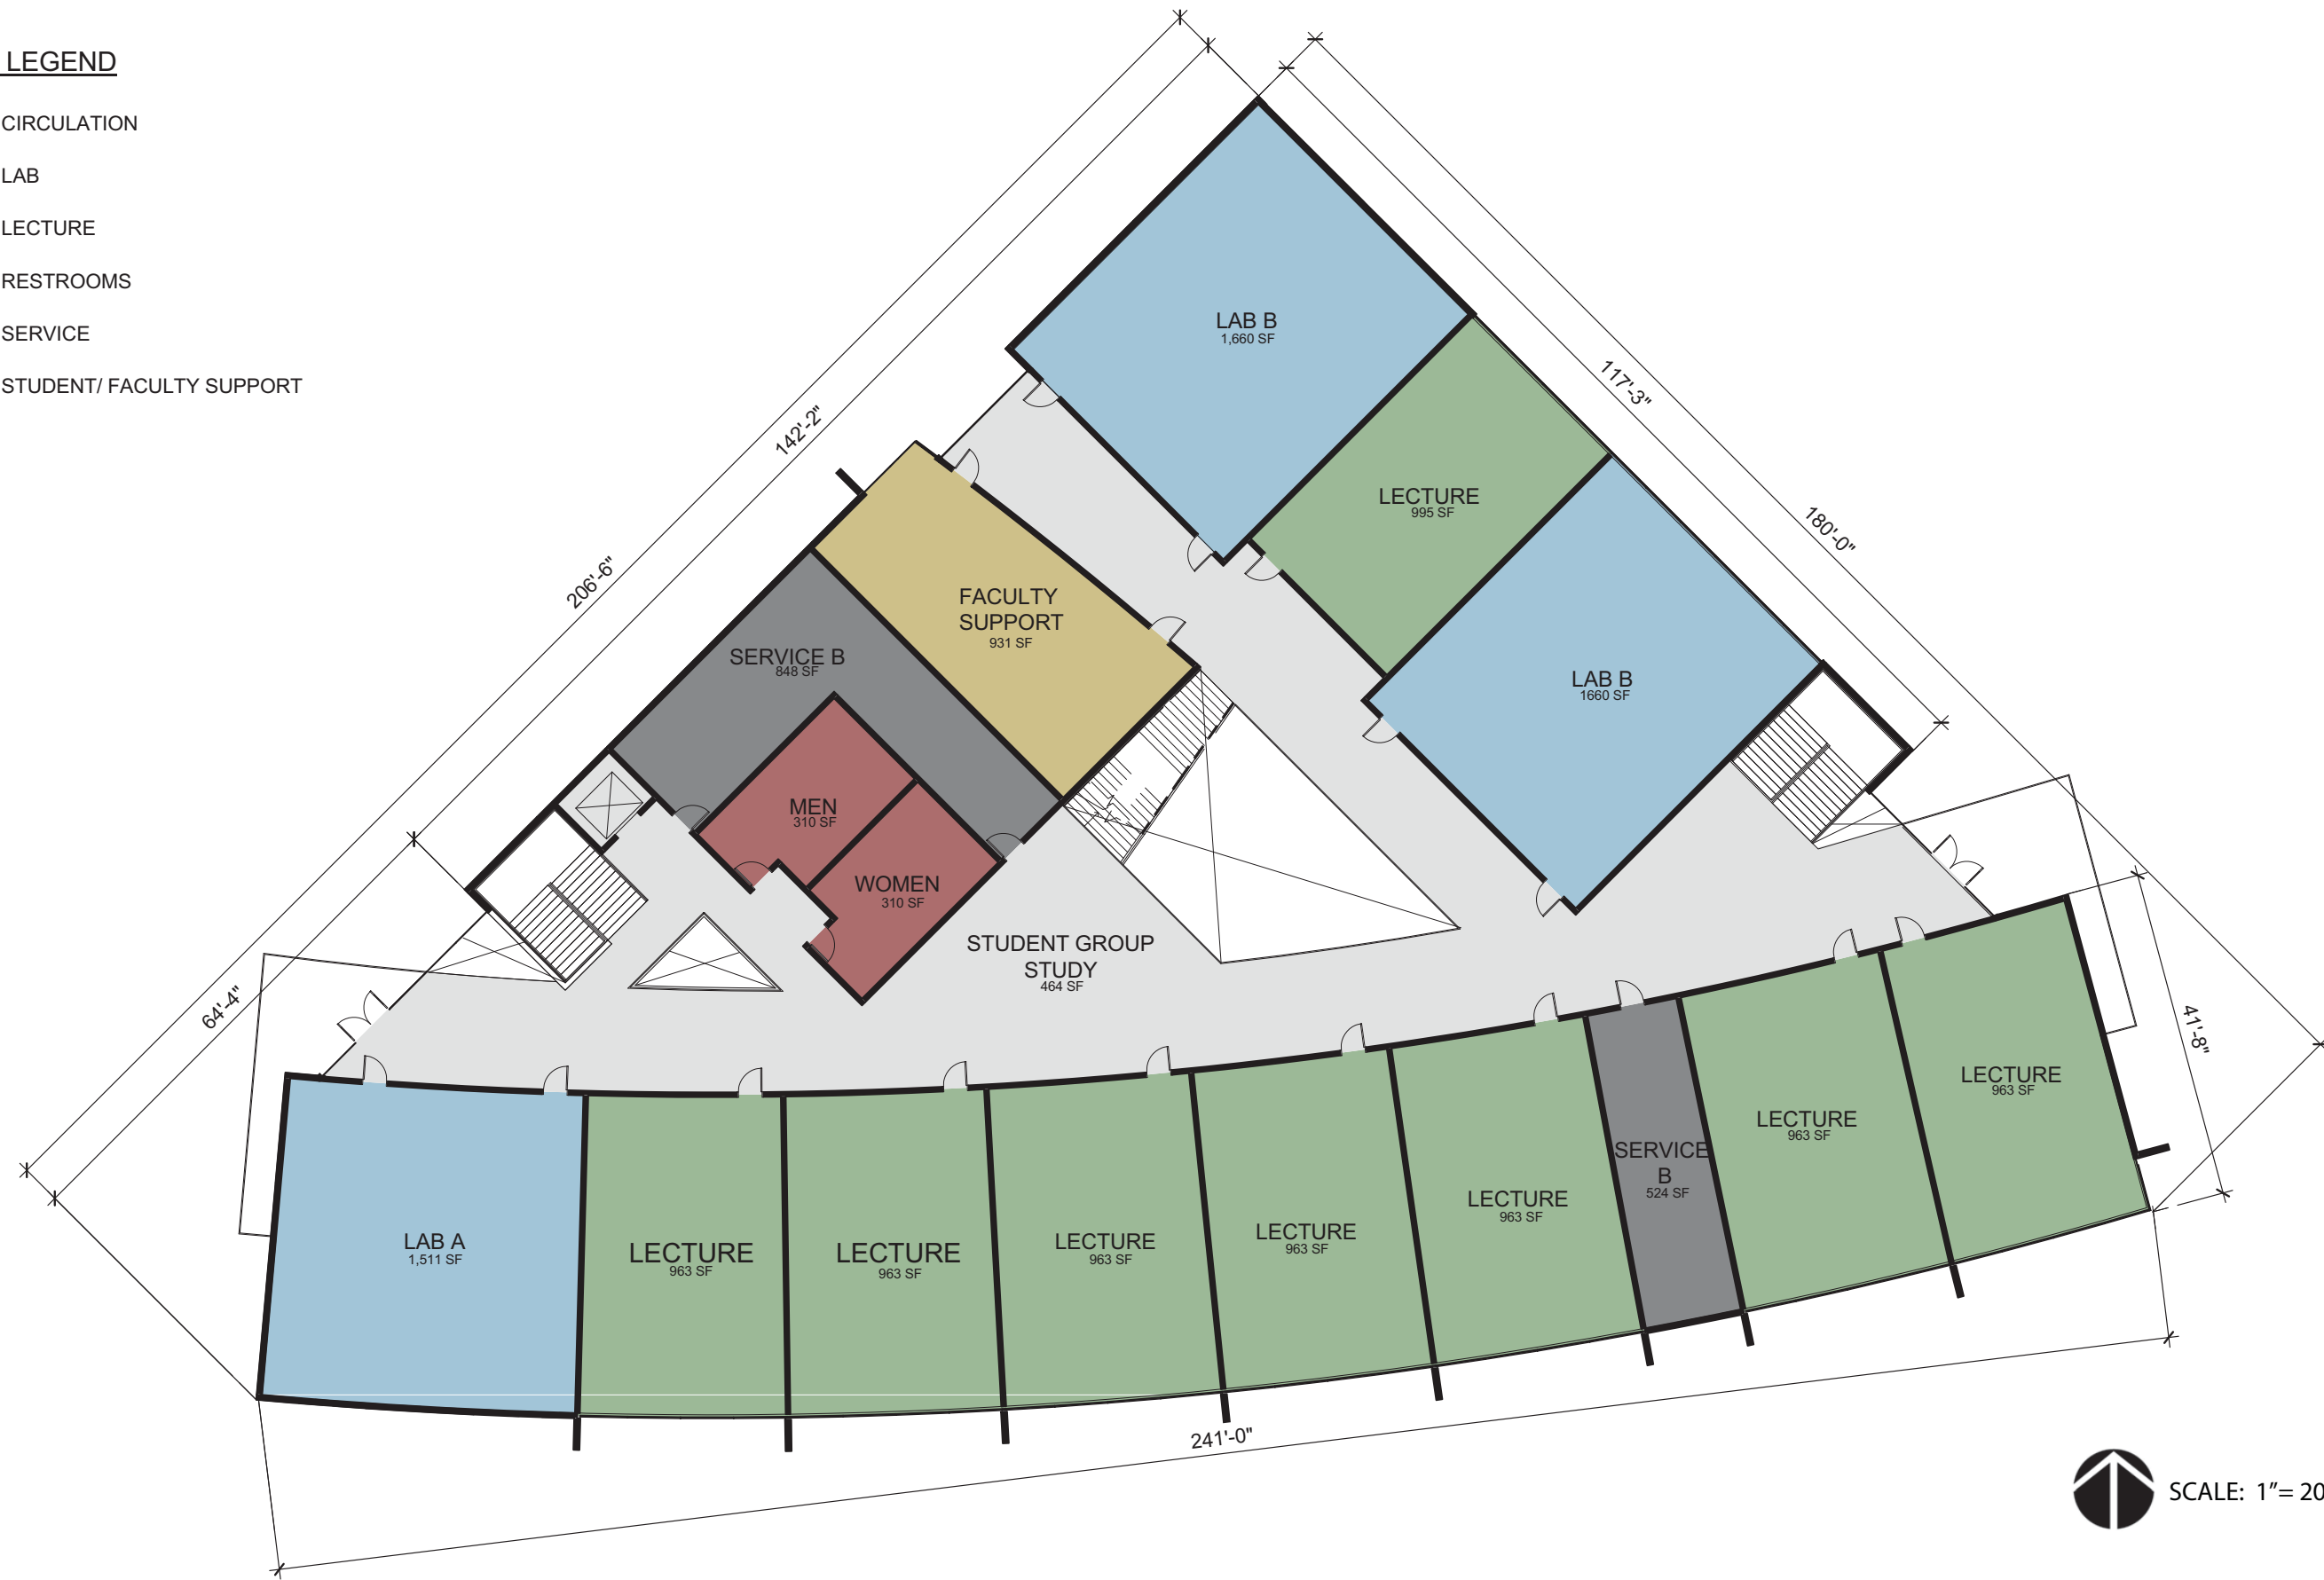 LEGEND
CIRCULATION
LAB
LECTURE
RESTROOMS
SERVICE
STUDENT/ FACULTY SUPPORT
206'-6"
142'-2"
64'-4"
117'-3"
180'-0"
41'-8"
241'-0"
LAB B
1,660 SF
LECTURE
995 SF
LAB B
1660 SF
FACULTY
SUPPORT
931 SF
SERVICE B
848 SF
MEN
310 SF
WOMEN
310 SF
STUDENT GROUP
STUDY
464 SF
LAB A
1,511 SF
LECTURE
963 SF
LECTURE
963 SF
LECTURE
963 SF
LECTURE
963 SF
LECTURE
963 SF
SERVICE
B
524 SF
LECTURE
963 SF
LECTURE
963 SF
SCALE: 1"= 20